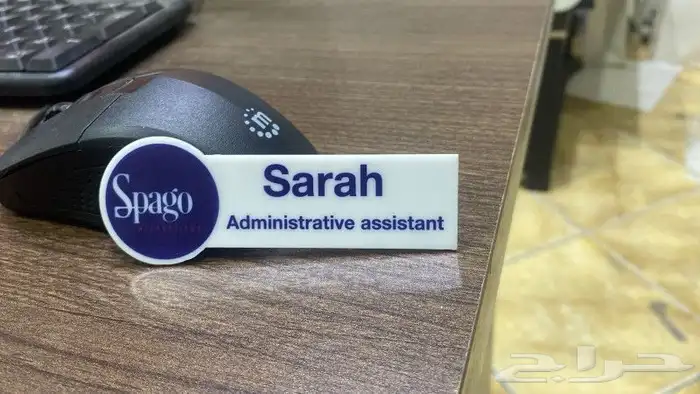 Spago
Sarah
Administrative assistant
m
حراج